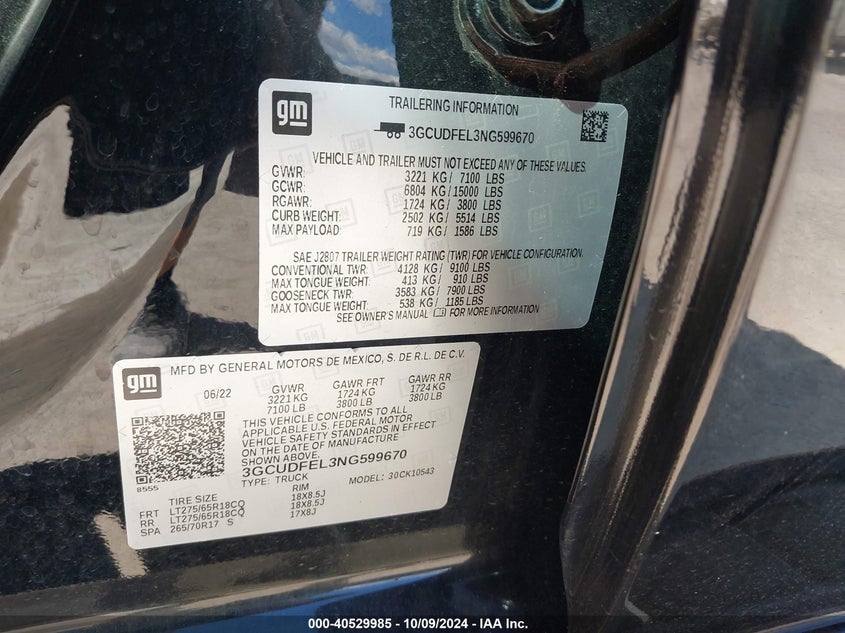 gm
TRAILERING INFORMATION
3GCUDFEL3NG599670
VEHICLE AND TRAILER MUST NOT EXCEED ANY OF THESE VALUES.
GVWR: 3221 KG / 7100 LBS
GCWR: 6804 KG / 15000 LBS
RGAWR: 1724 KG / 3800 LBS
CURB WEIGHT: 2502 KG / 5514 LBS
MAX PAYLOAD: 719 KG / 1586 LBS
SAE J2807 TRAILER WEIGHT RATING (TWR) FOR VEHICLE CONFIGURATION.
CONVENTIONAL TWR: 4128 KG / 9100 LBS
MAX TONGUE WEIGHT: 413 KG / 910 LBS
GOOSENECK TWR: 3583 KG / 7900 LBS
MAX TONGUE WEIGHT: 538 KG / 1185 LBS
SEE OWNER'S MANUAL FOR MORE INFORMATION
gm
MFD BY GENERAL MOTORS DE MEXICO, S. DE R.L. DE C.V.
06/22 GVWR GAWR FRT GAWR RR
3221 KG 1724 KG 1724 KG
7100 LB 3800 LB 3800 LB
THIS VEHICLE CONFORMS TO ALL
APPLICABLE U.S. FEDERAL MOTOR
VEHICLE SAFETY STANDARDS IN EFFECT
ON THE DATE OF MANUFACTURE
SHOWN ABOVE.
3GCUDFEL3NG599670
8555 TYPE: TRUCK MODEL: 30CK10543
TIRE SIZE RIM
FRT LT275/65R18CQ 18X8.5J
RR LT275/65R18CQ 18X8.5J
SPA 265/70R17 S 17X8J
000-40529985 - 10/09/2024 - IAA Inc.